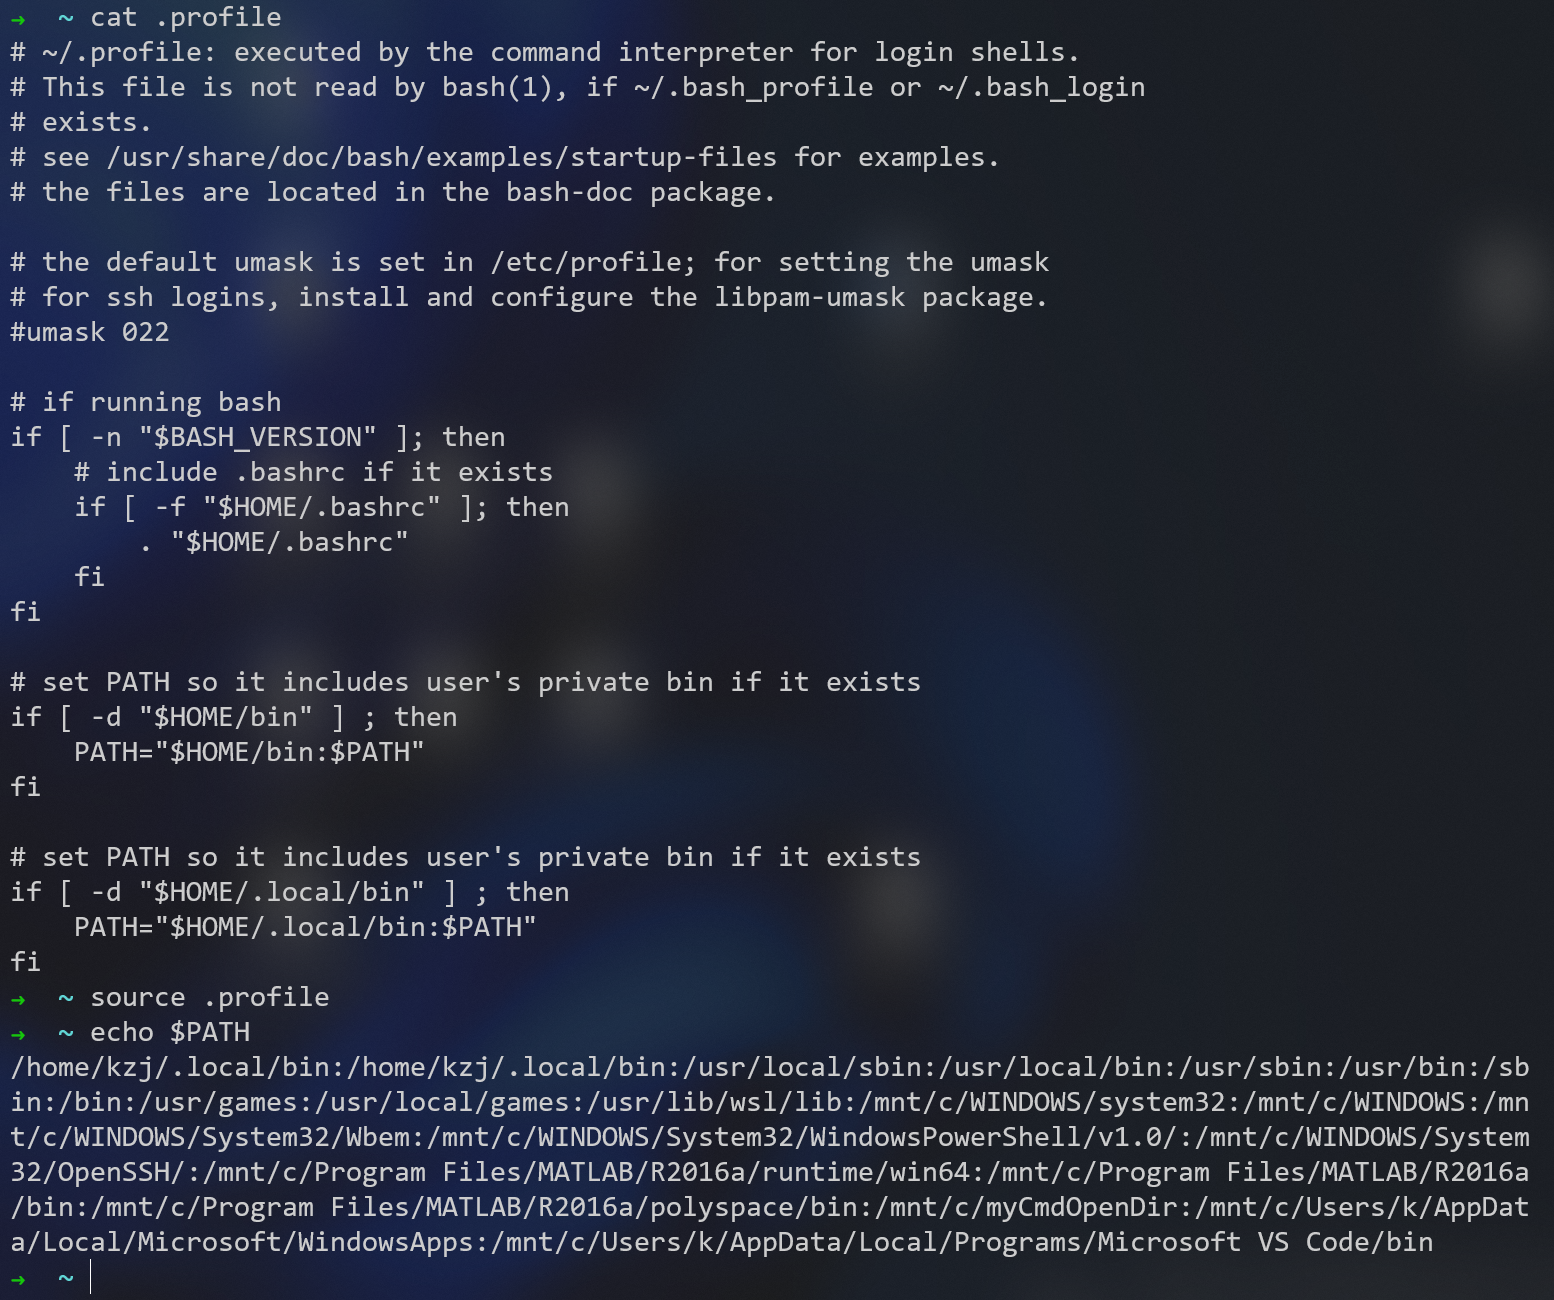 →  ~ cat .profile
# ~/.profile: executed by the command interpreter for login shells.
# This file is not read by bash(1), if ~/.bash_profile or ~/.bash_login
# exists.
# see /usr/share/doc/bash/examples/startup-files for examples.
# the files are located in the bash-doc package.

# the default umask is set in /etc/profile; for setting the umask
# for ssh logins, install and configure the libpam-umask package.
#umask 022

# if running bash
if [ -n "$BASH_VERSION" ]; then
    # include .bashrc if it exists
    if [ -f "$HOME/.bashrc" ]; then
        . "$HOME/.bashrc"
    fi
fi

# set PATH so it includes user's private bin if it exists
if [ -d "$HOME/bin" ] ; then
    PATH="$HOME/bin:$PATH"
fi

# set PATH so it includes user's private bin if it exists
if [ -d "$HOME/.local/bin" ] ; then
    PATH="$HOME/.local/bin:$PATH"
fi
→  ~ source .profile
→  ~ echo $PATH
/home/kzj/.local/bin:/home/kzj/.local/bin:/usr/local/sbin:/usr/local/bin:/usr/sbin:/usr/bin:/sb
in:/bin:/usr/games:/usr/local/games:/usr/lib/wsl/lib:/mnt/c/WINDOWS/system32:/mnt/c/WINDOWS:/mn
t/c/WINDOWS/System32/Wbem:/mnt/c/WINDOWS/System32/WindowsPowerShell/v1.0/:/mnt/c/WINDOWS/System
32/OpenSSH/:/mnt/c/Program Files/MATLAB/R2016a/runtime/win64:/mnt/c/Program Files/MATLAB/R2016a
/bin:/mnt/c/Program Files/MATLAB/R2016a/polyspace/bin:/mnt/c/myCmdOpenDir:/mnt/c/Users/k/AppDat
a/Local/Microsoft/WindowsApps:/mnt/c/Users/k/AppData/Local/Programs/Microsoft VS Code/bin
→  ~